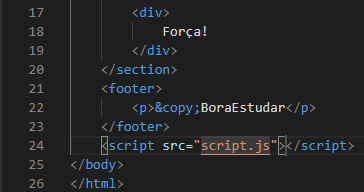 17 <div>
18 Força!
19 </div>
20 </section>
21 <footer>
22 <p>&copy;BoraEstudar</p>
23 </footer>
24 <script src="script.js"></script>
25 </body>
26 </html>